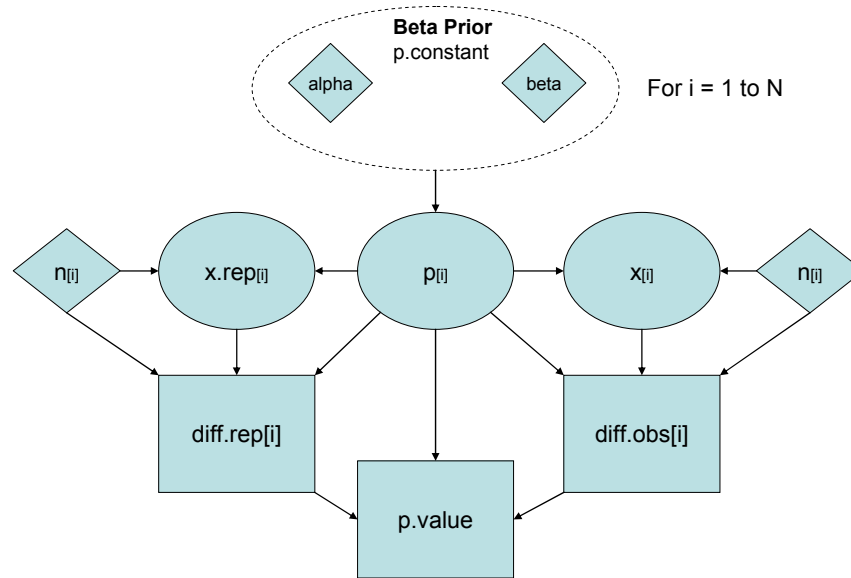 Beta Prior
p.constant
alpha
beta
For i = 1 to N
n[i]
x.rep[i]
p[i]
x[i]
n[i]
diff.rep[i]
diff.obs[i]
p.value